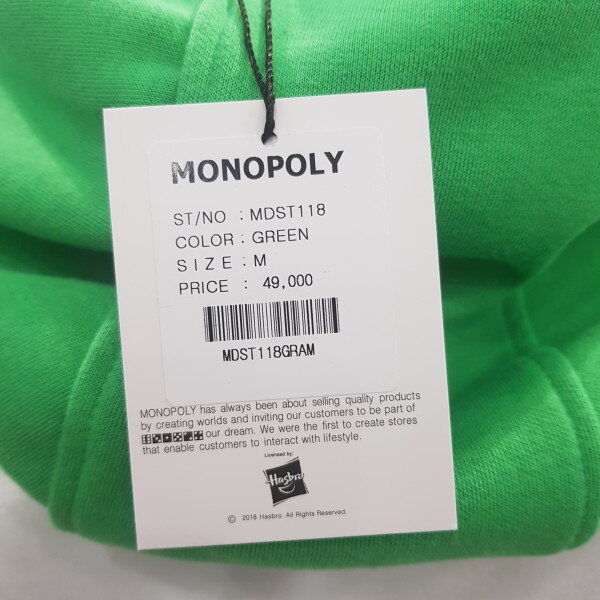 MONOPOLY
ST/NO : MDST118
COLOR : GREEN
SIZE : M
PRICE : 49,000
MDST118GRAM
MONOPOLY has always been about selling quality products
by creating worlds and inviting our customers to be part of
our dream. We were the first to create stores
that enable customers to interact with lifestyle.
Licensed by:
Hasbro
© 2018 Hasbro. All Rights Reserved.